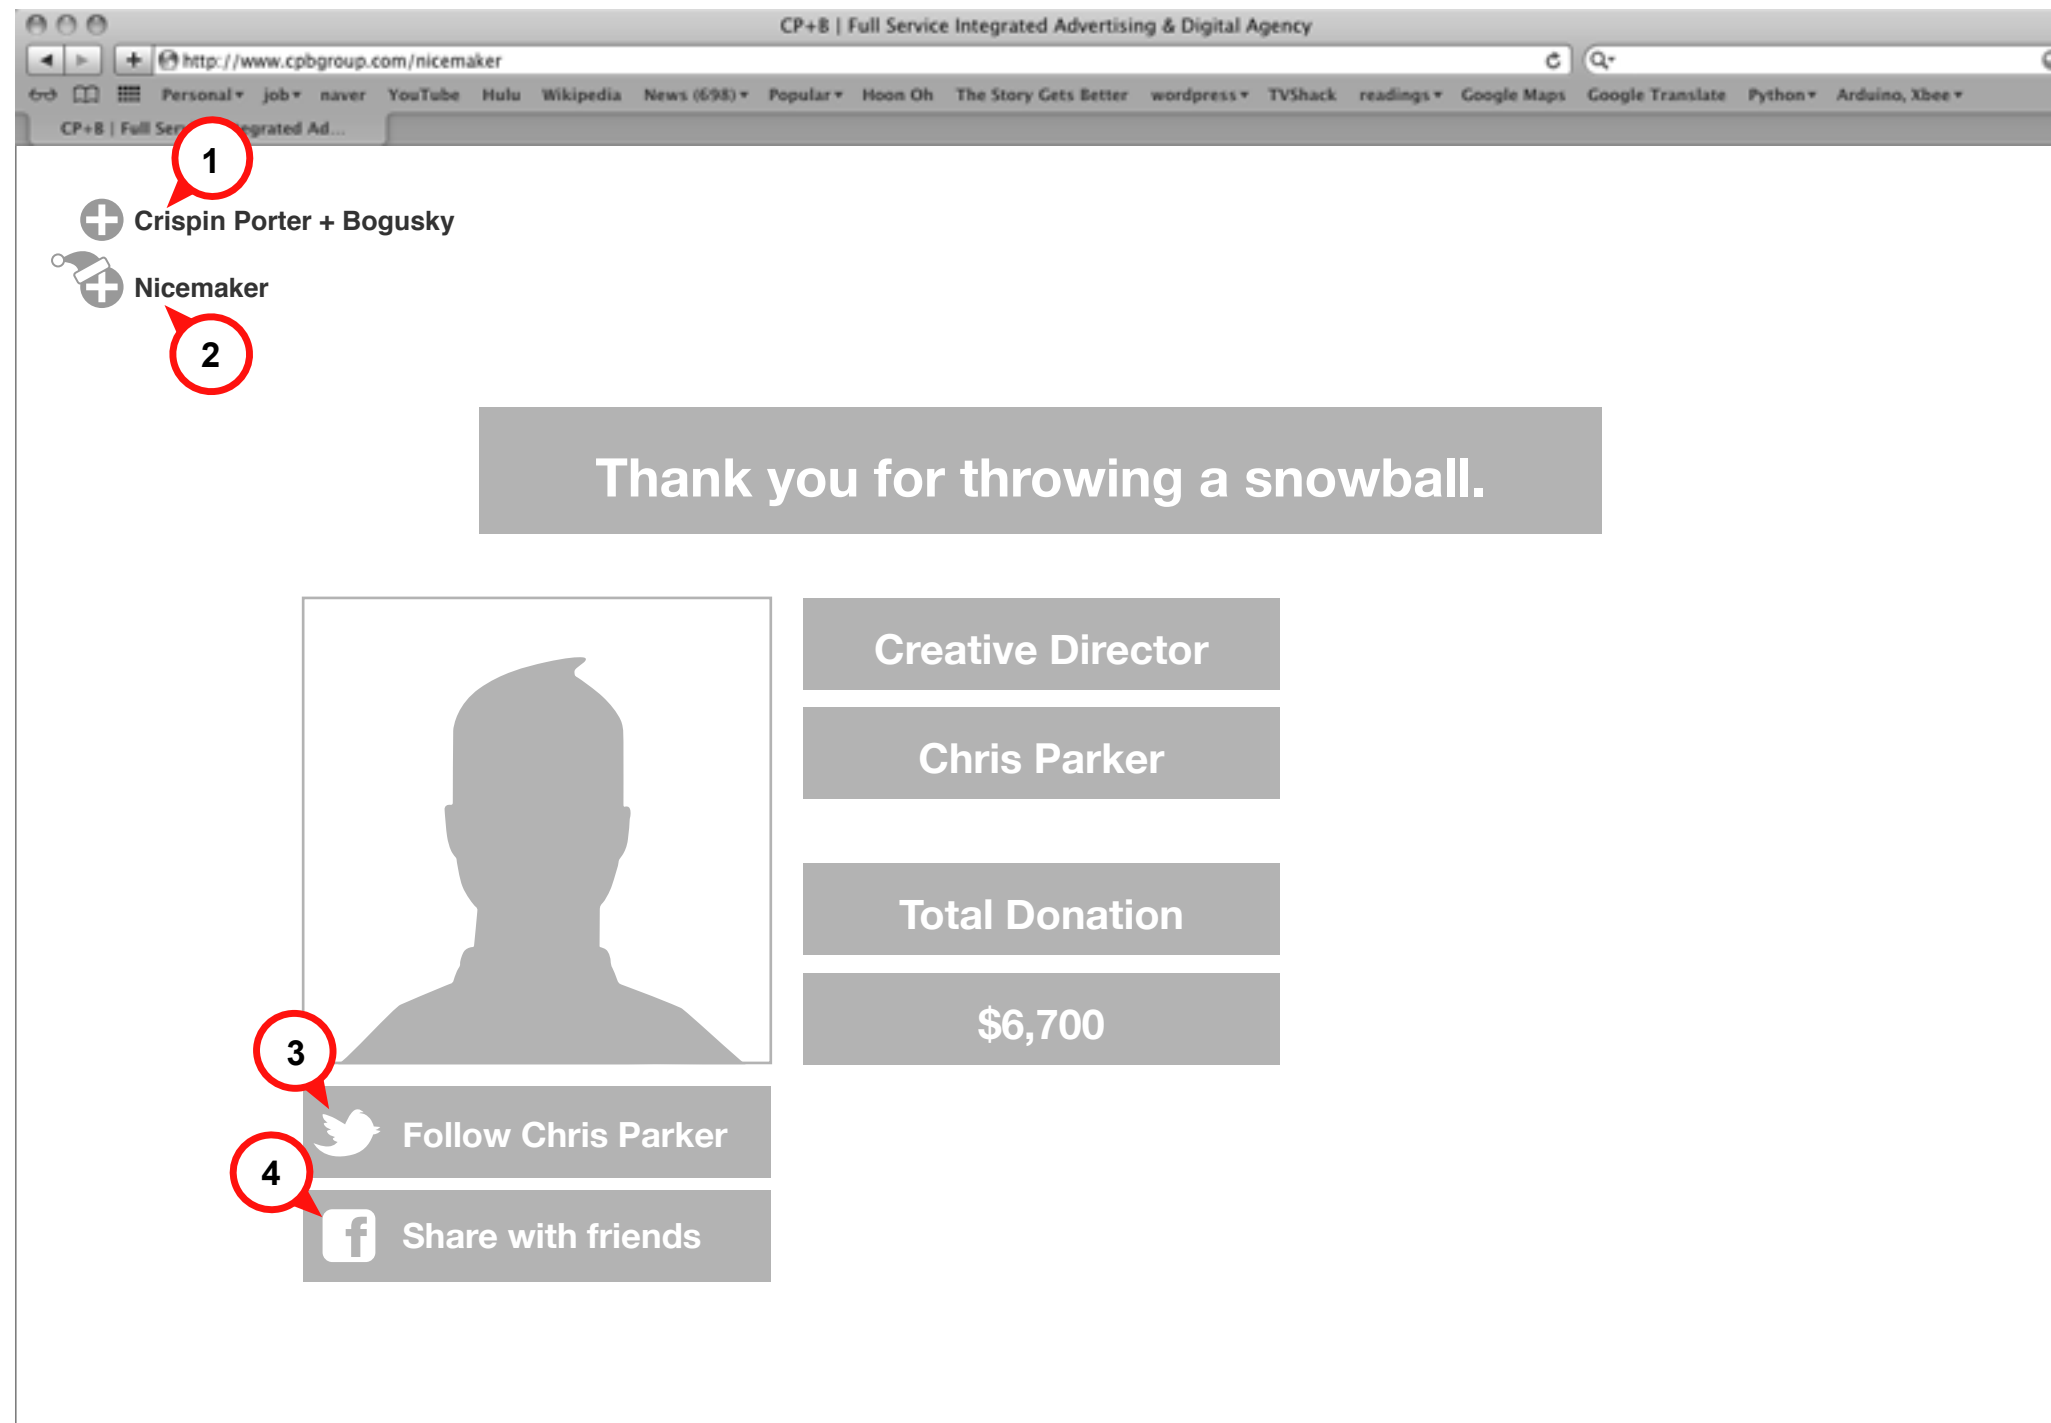 CP+B | Full Service Integrated Advertising & Digital Agency
http://www.cpbgroup.com/nicemaker
Personal job naver YouTube Hulu Wikipedia News (698) Popular Hoon Oh The Story Gets Better wordpress TVShack readings Google Maps Google Translate Python Arduino, Xbee
CP+B | Full Ser egrated Ad...
1
Crispin Porter + Bogusky
Nicemaker
2
Thank you for throwing a snowball.
Creative Director
Chris Parker
Total Donation
$6,700
3
Follow Chris Parker
4
f Share with friends